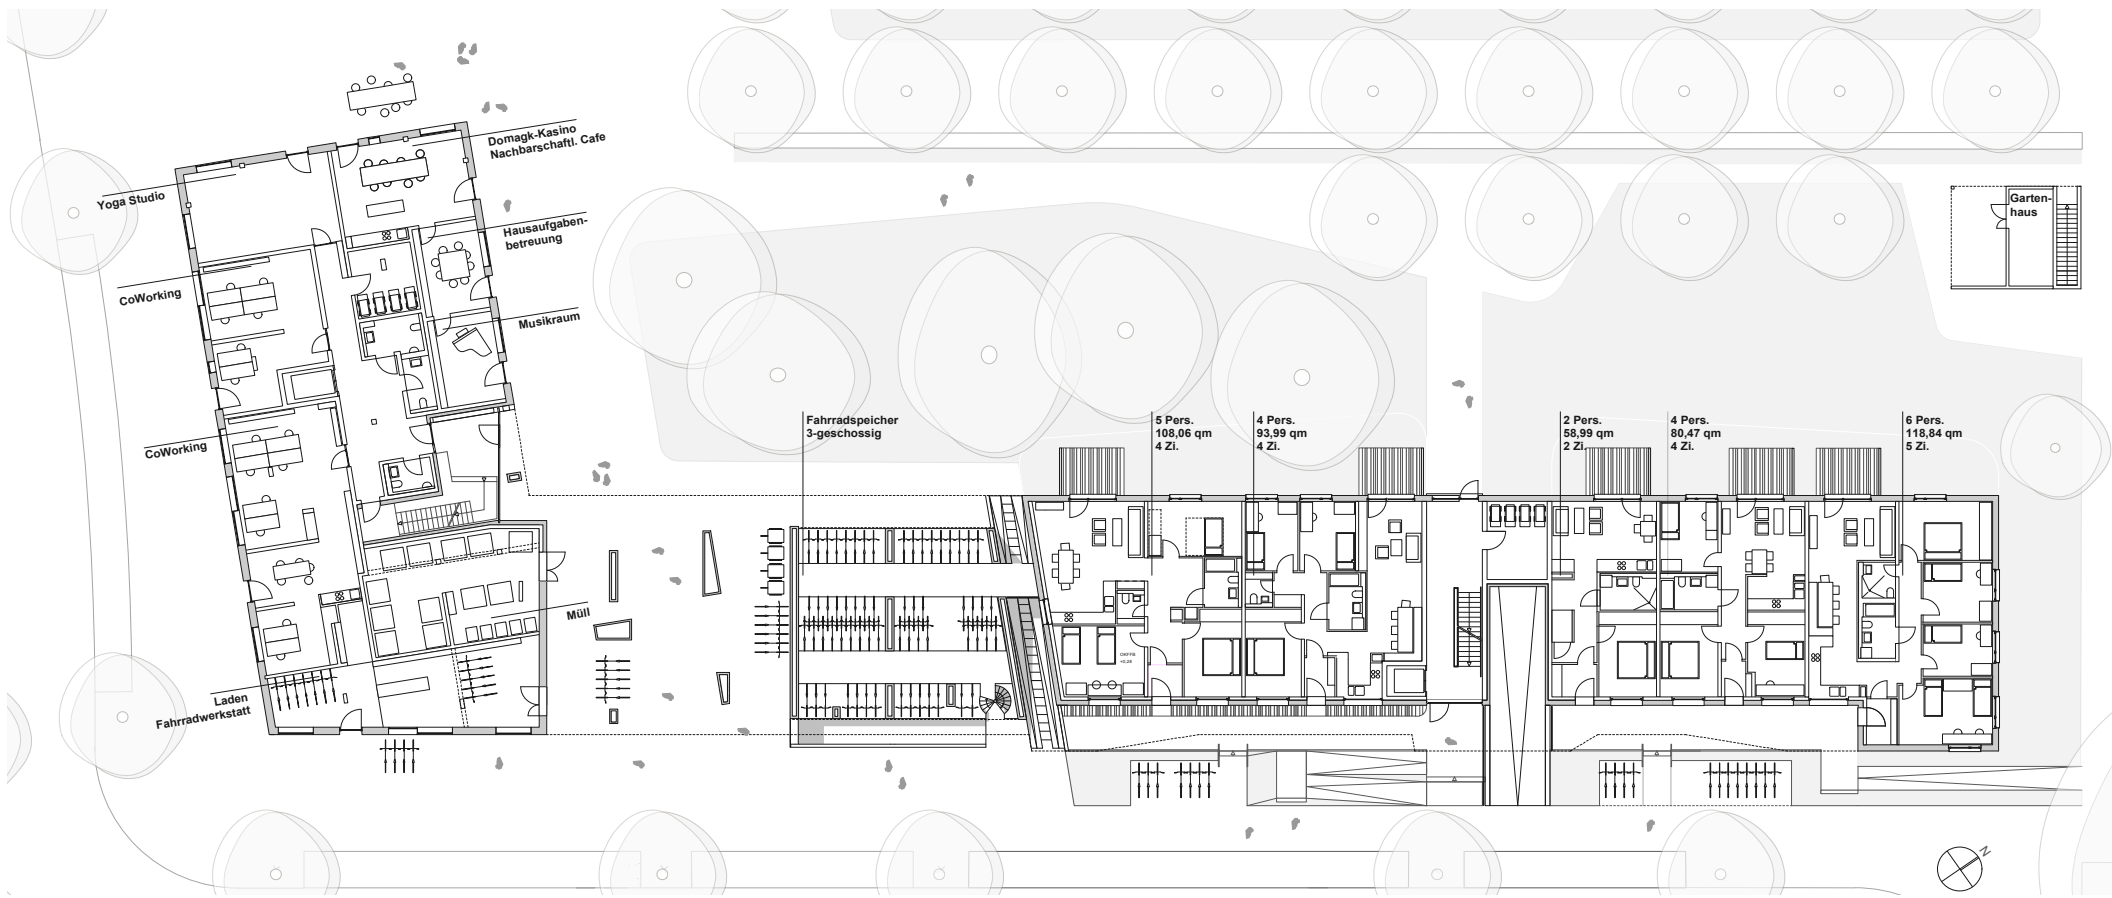 Domagk-Kasino
Nachbarschaftl. Cafe
Yoga Studio
Hausaufgaben-
betreuung
CoWorking
Musikraum
CoWorking
Müll
Laden
Fahrradwerkstatt
Fahrradspeicher
3-geschossig
5 Pers.
108,06 qm
4 Zi.
4 Pers.
93,99 qm
4 Zi.
2 Pers.
58,99 qm
2 Zi.
4 Pers.
80,47 qm
4 Zi.
6 Pers.
118,84 qm
5 Zi.
Garten-
haus
N